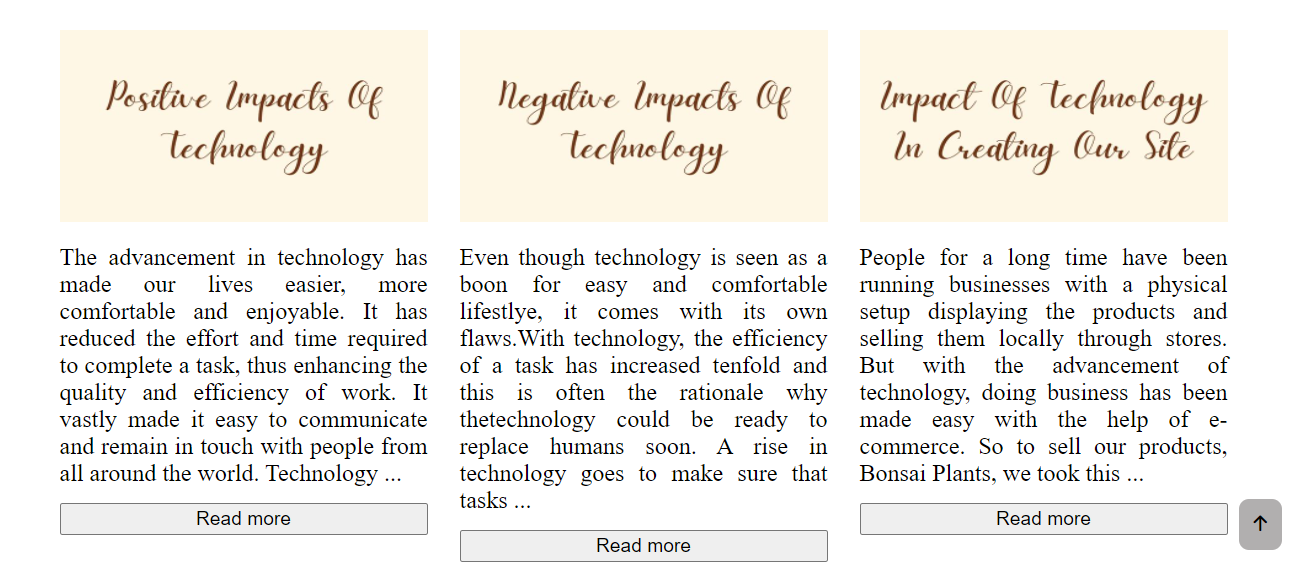 Positive Impacts Of
Technology
The advancement in technology has
made our lives easier, more
comfortable and enjoyable. It has
reduced the effort and time required
to complete a task, thus enhancing the
quality and efficiency of work. It
vastly made it easy to communicate
and remain in touch with people from
all around the world. Technology ...
Read more
Negative Impacts Of
Technology
Even though technology is seen as a
boon for easy and comfortable
lifestlye, it comes with its own
flaws.With technology, the efficiency
of a task has increased tenfold and
this is often the rationale why
thetechnology could be ready to
replace humans soon. A rise in
technology goes to make sure that
tasks ...
Read more
Impact Of Technology
In Creating Our Site
People for a long time have been
running businesses with a physical
setup displaying the products and
selling them locally through stores.
But with the advancement of
technology, doing business has been
made easy with the help of e-
commerce. So to sell our products,
Bonsai Plants, we took this ...
Read more